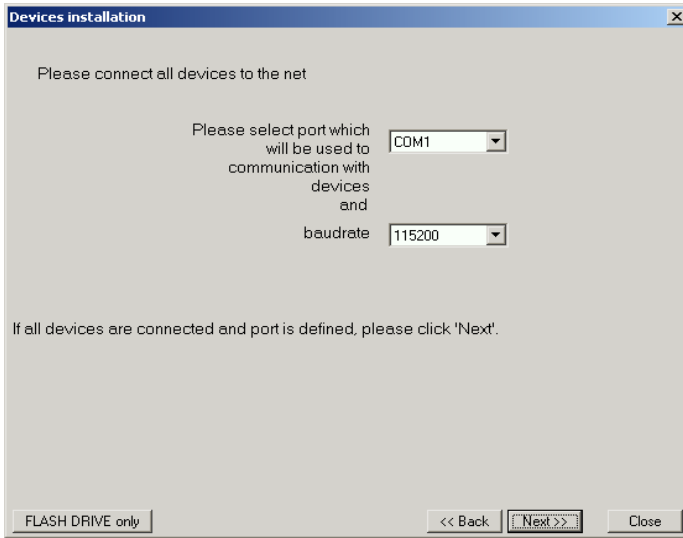 Devices installation
Please connect all devices to the net
Please select port which
will be used to
communication with
devices
and
COM1
baudrate
115200
If all devices are connected and port is defined, please click 'Next'.
FLASH DRIVE only
<< Back
Next >>
Close